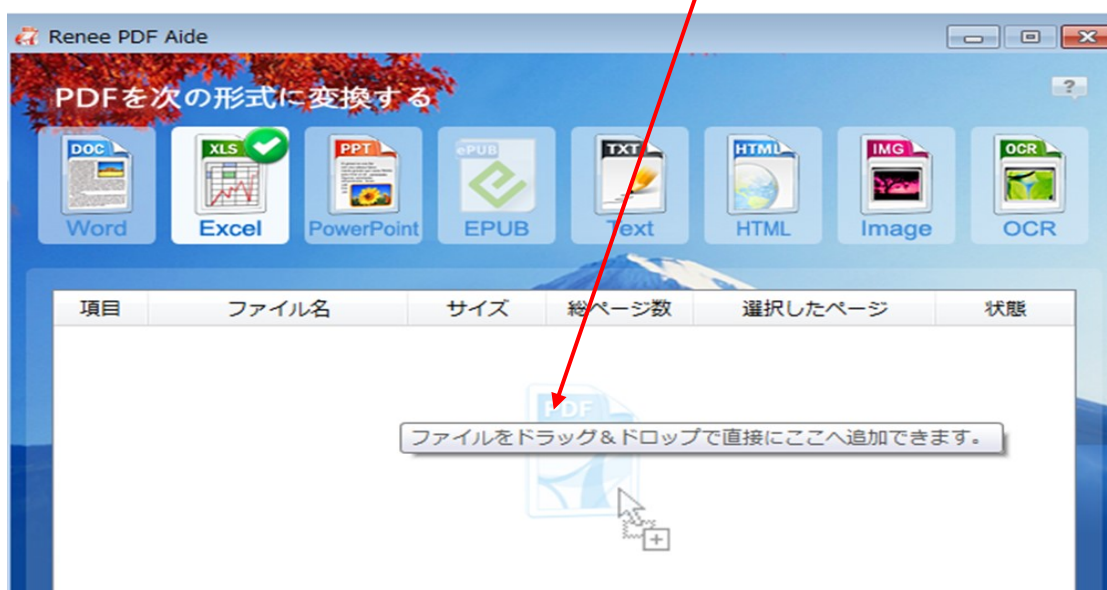 Renee PDF Aide
PDFを次の形式に変換する
?
DOC XLS PPT ePUB TXT HTML IMG OCR
Word Excel PowerPoint EPUB Text HTML Image OCR
項目 ファイル名 サイズ 総ページ数 選択したページ 状態
PDF
ファイルをドラッグ&ドロップで直接にここへ追加できます。